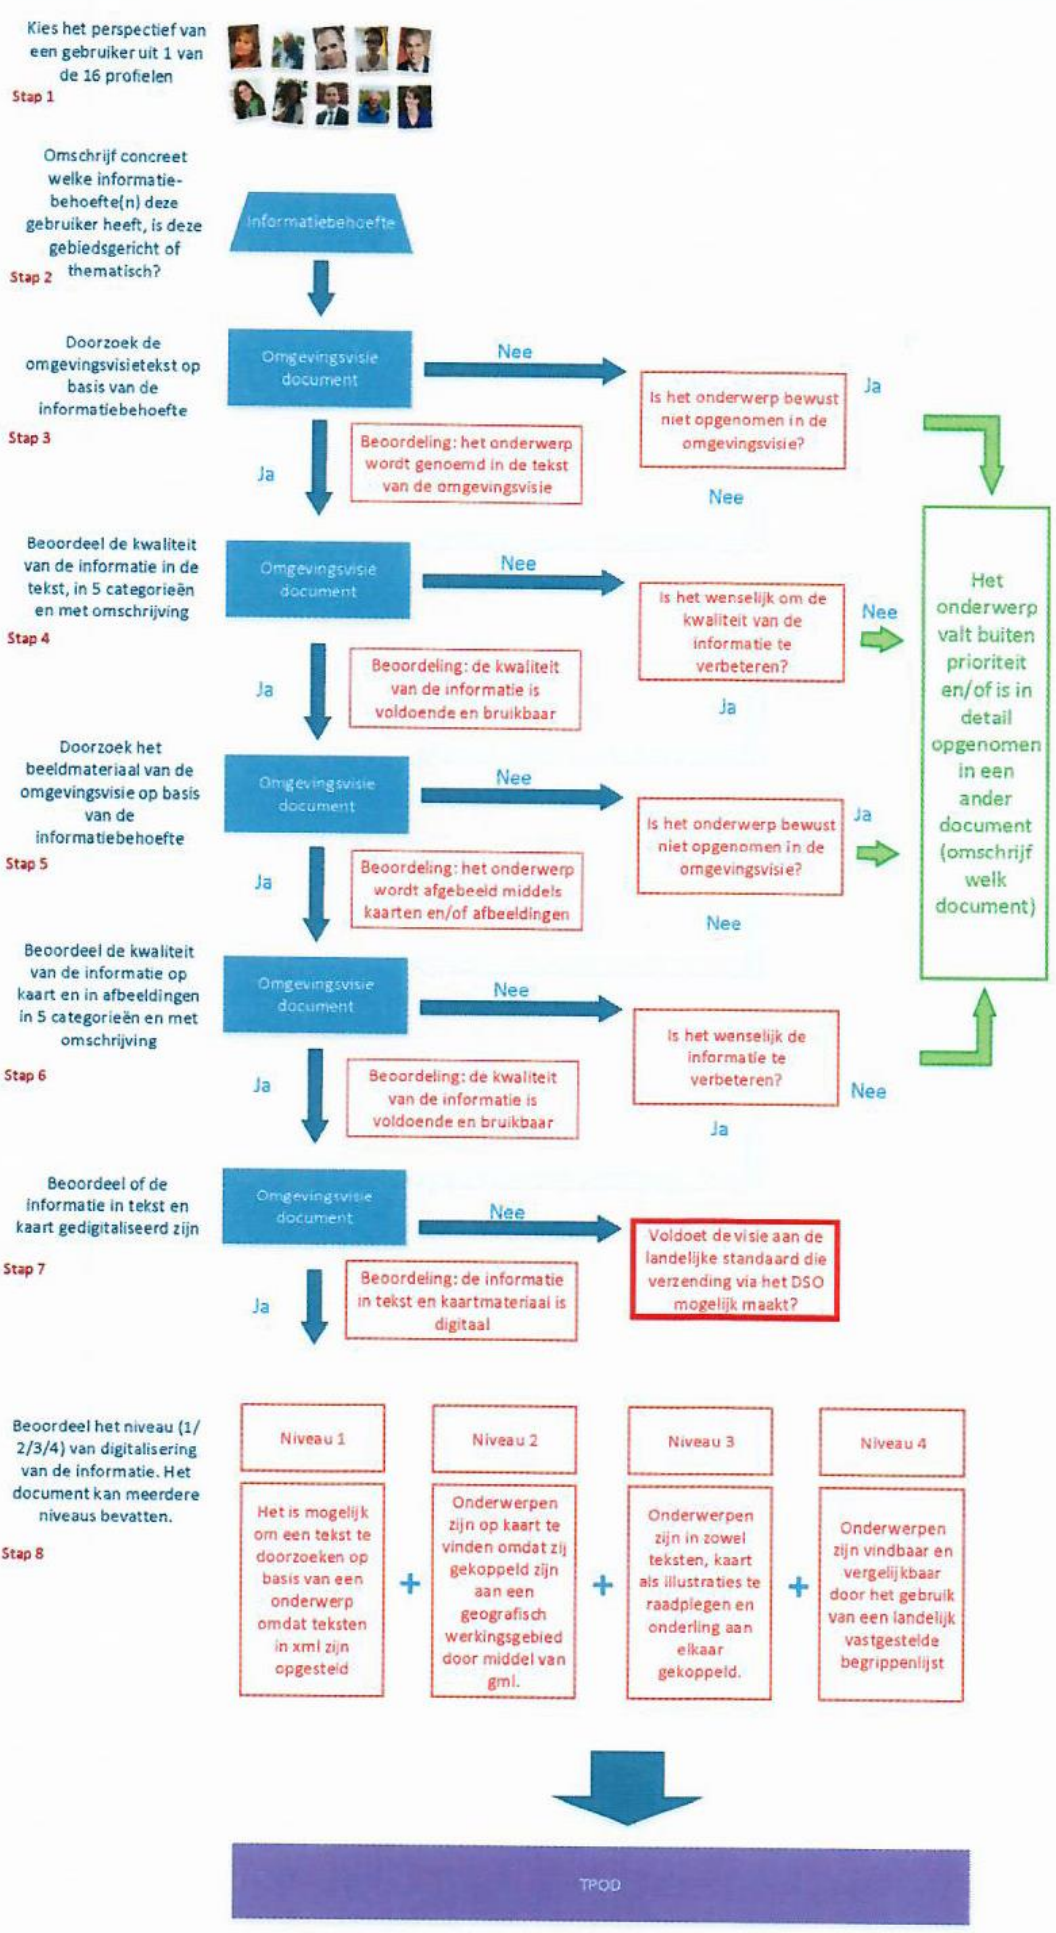 Kies het perspectief van
een gebruiker uit 1 van
de 16 profielen
Stap 1
Omschrijf concreet
welke informatie-
behoefte(n) deze
gebruiker heeft, is deze
gebiedsgericht of
thematisch?
Stap 2
Informatiebehoefte
Doorzoek de
omgevingsvisietekst op
basis van de
informatiebehoefte
Stap 3
Omgevingsvisie
document
Nee
Is het onderwerp bewust
niet opgenomen in de
omgevingsvisie?
Ja
Nee
Ja
Beoordeling: het onderwerp
wordt genoemd in de tekst
van de omgevingsvisie
Beoordeel de kwaliteit
van de informatie in de
tekst, in 5 categorieën
en met omschrijving
Stap 4
Omgevingsvisie
document
Nee
Is het wenselijk om de
kwaliteit van de
informatie te
verbeteren?
Nee
Ja
Ja
Beoordeling: de kwaliteit
van de informatie is
voldoende en bruikbaar
Het
onderwerp
valt buiten
prioriteit
en/of is in
detail
opgenomen
in een
ander
document
(omschrijf
welk
document)
Doorzoek het
beeldmateriaal van de
omgevingsvisie op basis
van de
informatiebehoefte
Stap 5
Omgevingsvisie
document
Nee
Is het onderwerp bewust
niet opgenomen in de
omgevingsvisie?
Ja
Nee
Ja
Beoordeling: het onderwerp
wordt afgebeeld middels
kaarten en/of afbeeldingen
Beoordeel de kwaliteit
van de informatie op
kaart en in afbeeldingen
in 5 categorieën en met
omschrijving
Stap 6
Omgevingsvisie
document
Nee
Is het wenselijk de
informatie te
verbeteren?
Nee
Ja
Ja
Beoordeling: de kwaliteit
van de informatie is
voldoende en bruikbaar
Beoordeel of de
informatie in tekst en
kaart gedigitaliseerd zijn
Stap 7
Omgevingsvisie
document
Nee
Voldoet de visie aan de
landelijke standaard die
verzending via het DSO
mogelijk maakt?
Ja
Beoordeling: de informatie
in tekst en kaartmateriaal is
digitaal
Beoordeel het niveau (1/
2/3/4) van digitalisering
van de informatie. Het
document kan meerdere
niveaus bevatten.
Stap 8
Niveau 1
Het is mogelijk
om een tekst te
doorzoeken op
basis van een
onderwerp
omdat teksten
in xml zijn
opgesteld
+
Niveau 2
Onderwerpen
zijn op kaart te
vinden omdat zij
gekoppeld zijn
aan een
geografisch
werkingsgebied
door middel van
gml.
+
Niveau 3
Onderwerpen
zijn in zowel
teksten, kaart
als illustraties te
raadplegen en
onderling aan
elkaar
gekoppeld.
+
Niveau 4
Onderwerpen
zijn vindbaar en
vergelijkbaar
door het gebruik
van een landelijk
vastgestelde
begrippenlijst
TPOD